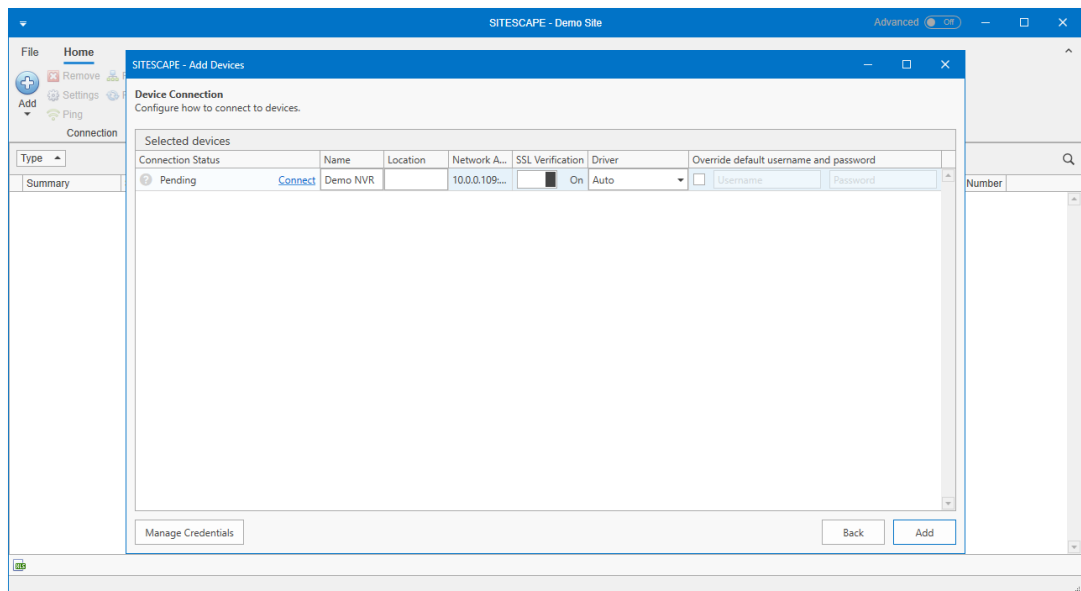 SITESCAPE - Demo Site
Advanced Off
File Home
Add
Remove
Settings
Ping
Connection
Type
Summary
Number
SITESCAPE - Add Devices
Device Connection
Configure how to connect to devices.
Selected devices
Connection Status Name Location Network A... SSL Verification Driver Override default username and password
Pending Connect Demo NVR 10.0.0.109:... On Auto Username Password
Manage Credentials Back Add